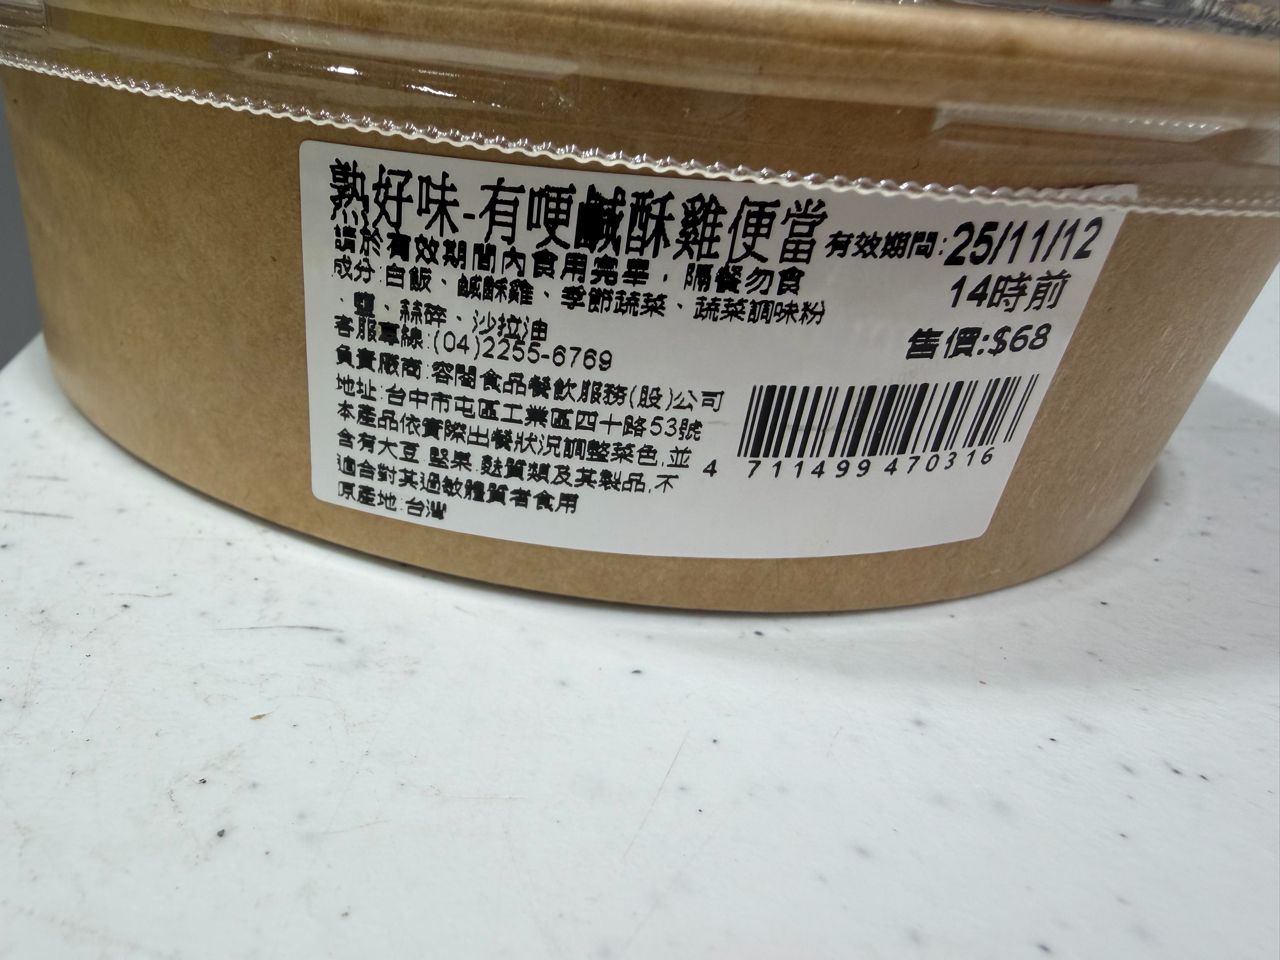 熟好味-有哽鹹酥雞便當
有效期間:25/11/12
14時前
售價:$68
請於有效期間內食用完畢，隔餐勿食
成分:白飯、鹹酥雞、季節蔬菜、蔬菜調味粉
、鹽、蒜碎、沙拉油
客服專線:(04)2255-6769
負責廠商:容閤食品餐飲服務(股)公司
地址:台中市屯區工業區四十路53號
本產品依實際出餐狀況調整菜色,並
含有大豆,堅果,麩質類及其製品,不
適合對其過敏體質者食用
原產地:台灣
4 711499 470316